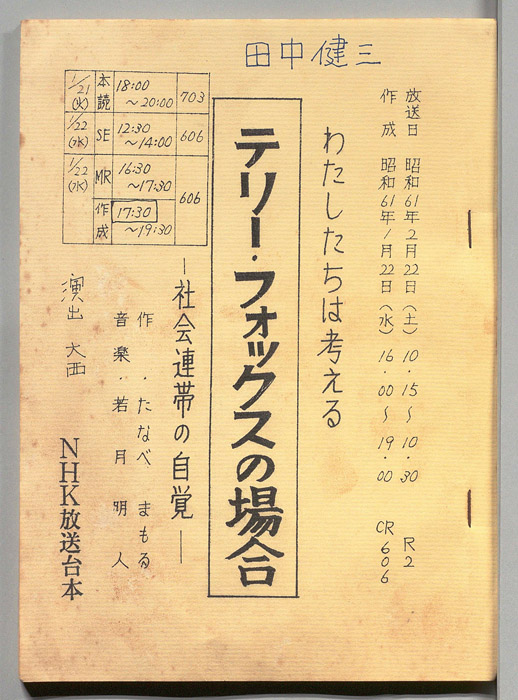 田中健三
放送日 昭和61年2月22日(土) 10・15〜10・30 R2
作成 昭和61年1月22日(水) 16・00〜19・00 CR606
わたしたちは考える
テリー・フォックスの場合
―社会連帯の自覚―
作・たなべ まもる
音楽・若月 明人
1/21(火) 本読 18:00〜20:00 703
1/22(水) SE 12:30〜14:00 606
1/22(水) MR 16:30〜17:30 606
作成 17:30〜19:30
演出 大西
NHK放送台本